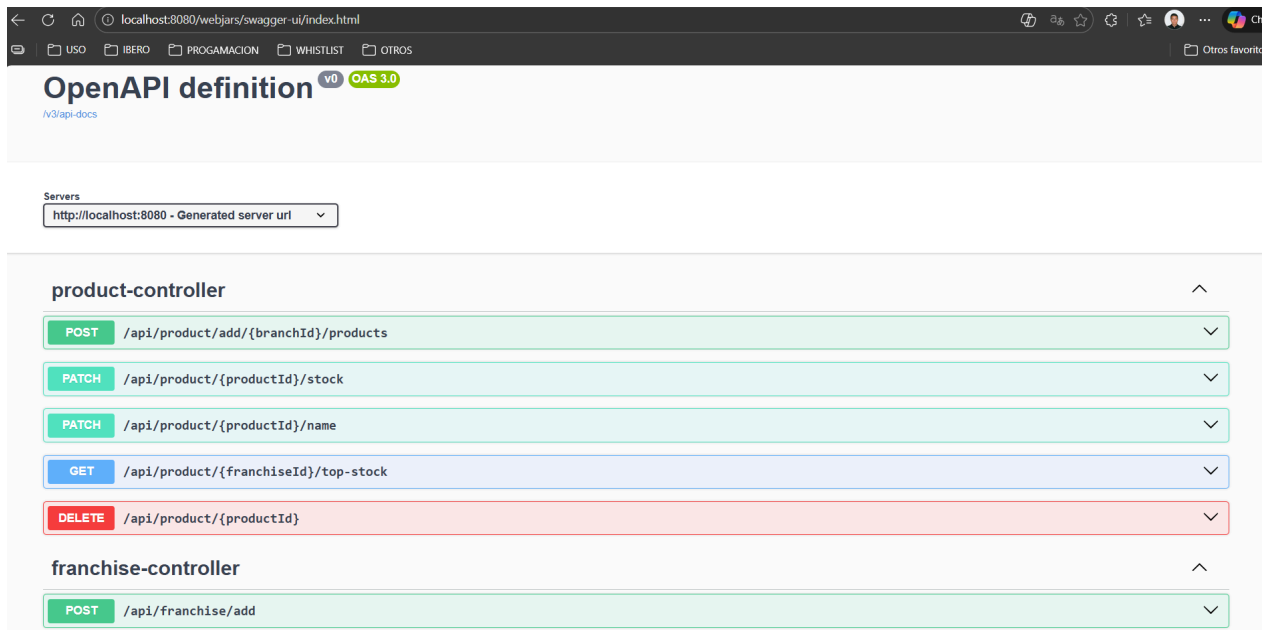 localhost:8080/webjars/swagger-ui/index.html
USO IBERO PROGAMACION WHISTLIST OTROS Otros favorito
OpenAPI definition v0 OAS 3.0
/v3/api-docs
Servers
http://localhost:8080 - Generated server url
product-controller
POST /api/product/add/{branchId}/products
PATCH /api/product/{productId}/stock
PATCH /api/product/{productId}/name
GET /api/product/{franchiseId}/top-stock
DELETE /api/product/{productId}
franchise-controller
POST /api/franchise/add